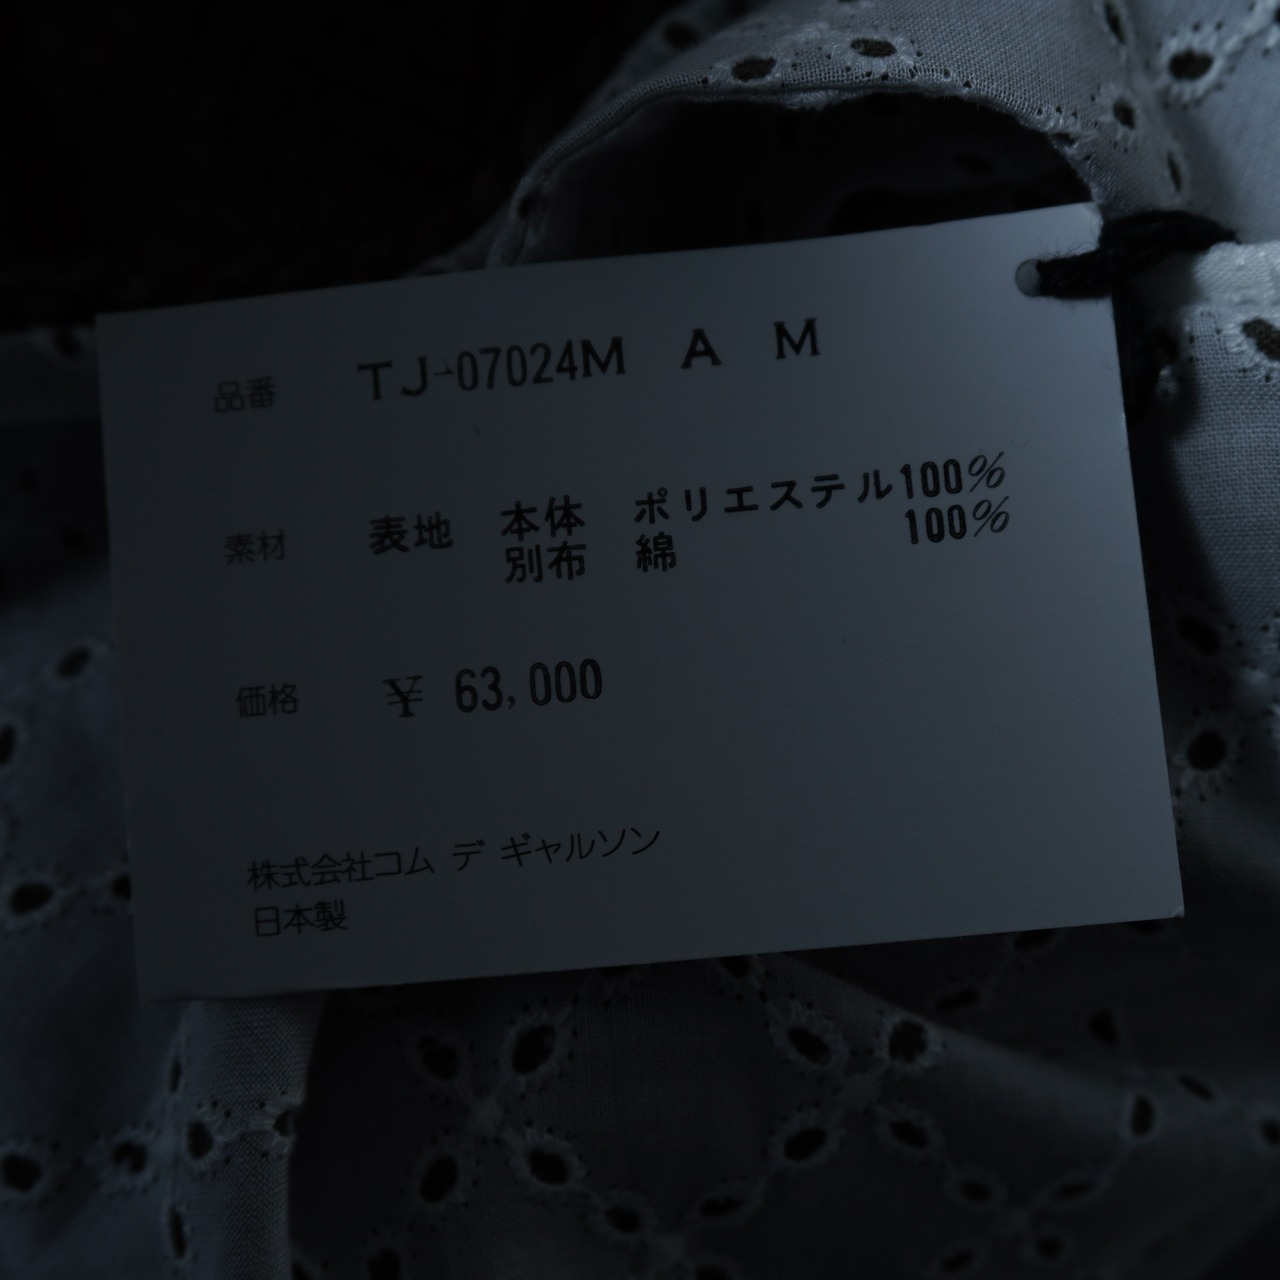 品番 TJ-07024M A M
素材 表地 本体 ポリエステル100%
別布 綿 100%
価格 ¥ 63,000
株式会社コム デ ギャルソン
日本製